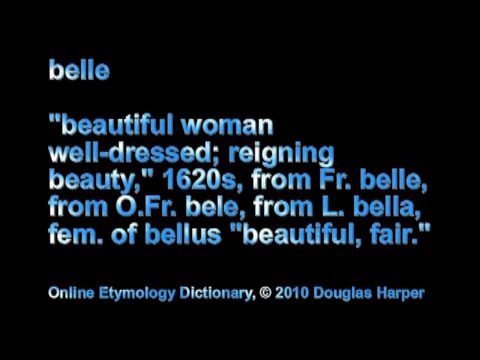 belle
"beautiful woman
well-dressed; reigning
beauty," 1620s, from Fr. belle,
from O.Fr. bele, from L. bella,
fem. of bellus "beautiful, fair."
Online Etymology Dictionary, © 2010 Douglas Harper